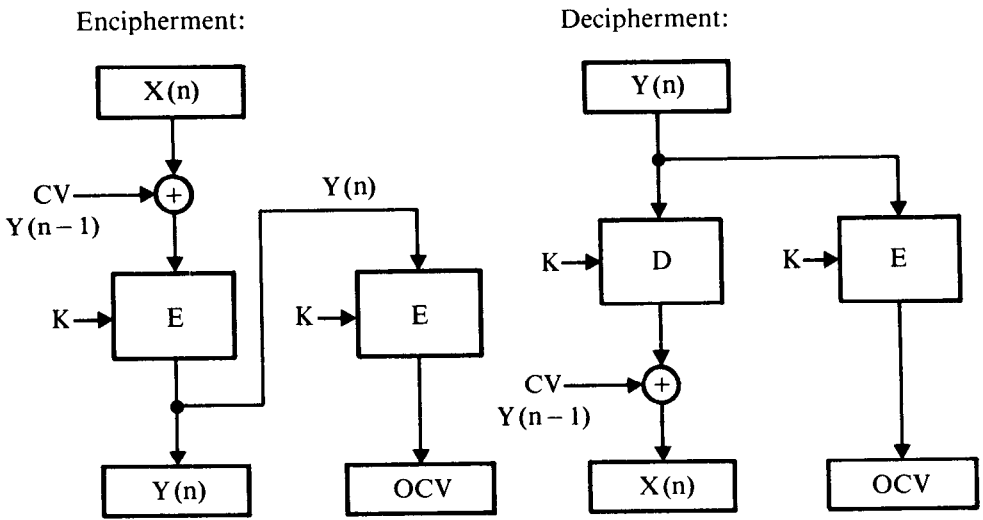 Encipherment:
X(n)
CV
Y(n – 1)
+
Y(n)
K
E
K
E
Y(n)
OCV
Decipherment:
Y(n)
K
D
K
E
CV
Y(n – 1)
+
X(n)
OCV